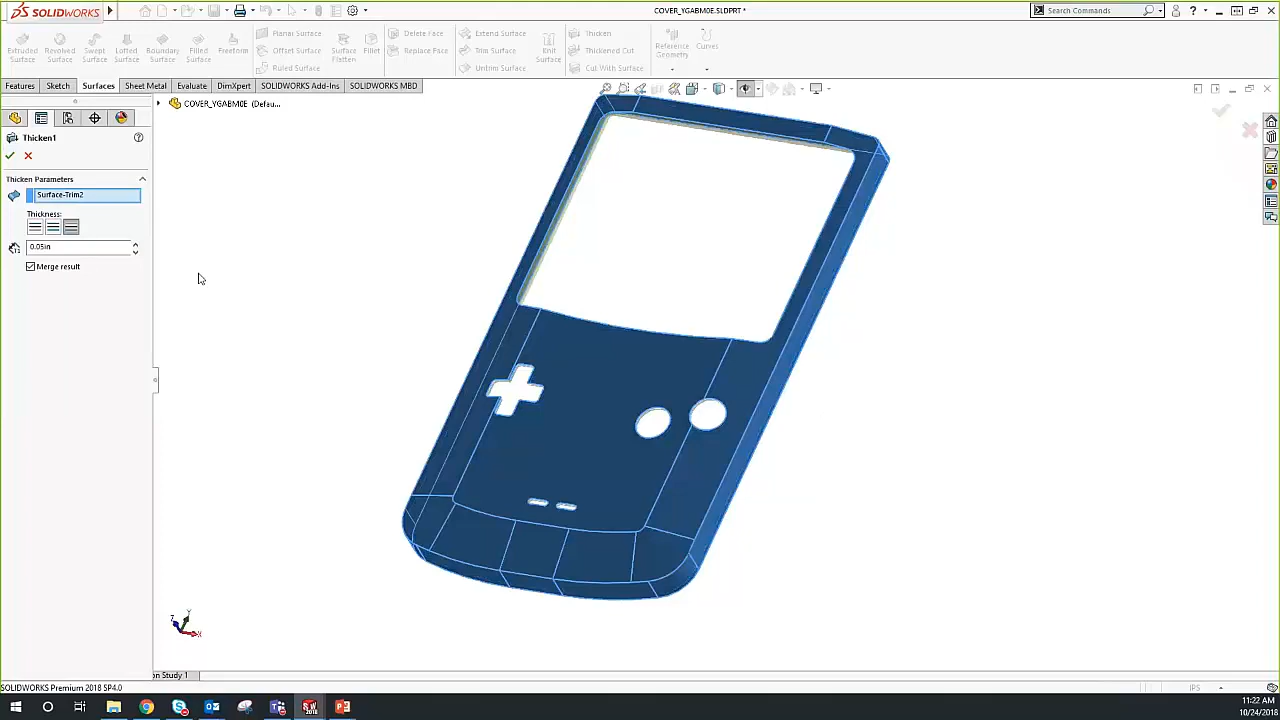 SOLIDWORKS
COVER_YGABM0E.SLDPRT *
Search Commands
Extruded Surface
Revolved Surface
Swept Surface
Lofted Surface
Boundary Surface
Filled Surface
Freeform
Planar Surface
Offset Surface
Ruled Surface
Surface Flatten
Fillet
Delete Face
Replace Face
Extend Surface
Trim Surface
Untrim Surface
Knit Surface
Thicken
Thickened Cut
Cut With Surface
Reference Geometry
Curves
Features
Sketch
Surfaces
Sheet Metal
Evaluate
DimXpert
SOLIDWORKS Add-Ins
SOLIDWORKS MBD
COVER_YGABM0E (Defau...
Thicken1
Thicken Parameters
Surface-Trim2
Thickness:
0.05in
Merge result
Y
Z
X
on Study 1
SOLIDWORKS Premium 2018 SP4.0
IPS
11:22 AM
10/24/2018